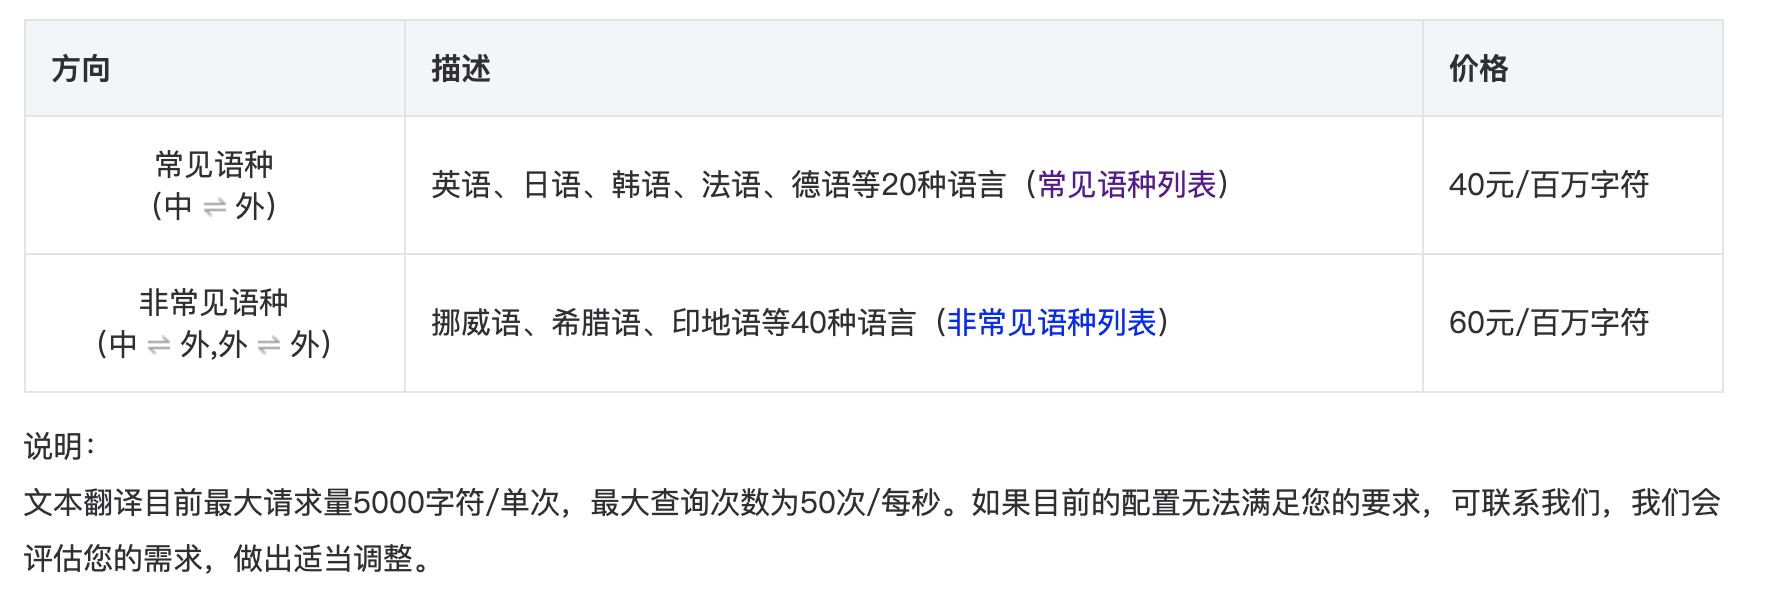 方向
描述
价格
常见语种
（中 ⇌ 外）
英语、日语、韩语、法语、德语等20种语言（常见语种列表）
40元/百万字符
非常见语种
（中 ⇌ 外,外 ⇌ 外）
挪威语、希腊语、印地语等40种语言（非常见语种列表）
60元/百万字符
说明：
文本翻译目前最大请求量5000字符/单次，最大查询次数为50次/每秒。如果目前的配置无法满足您的要求，可联系我们，我们会
评估您的需求，做出适当调整。